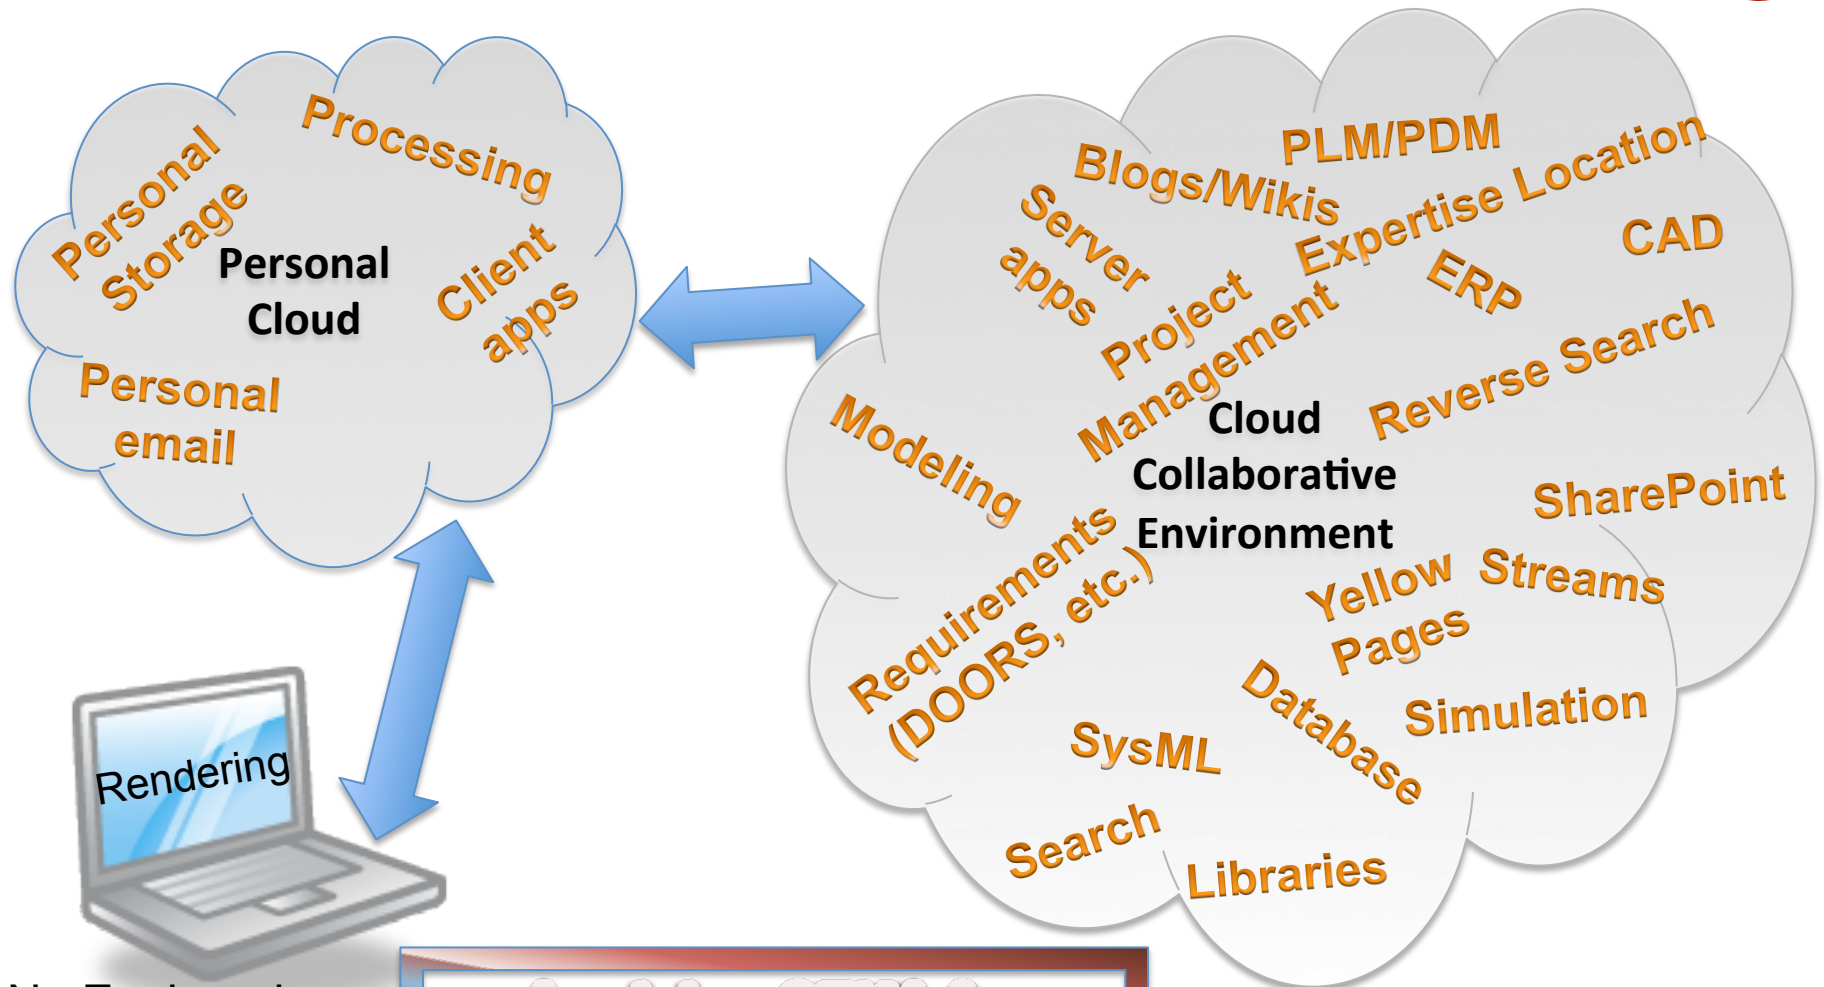 Processing
Personal
Storage
Personal
Cloud
Client
apps
Personal
email
Rendering
PLM/PDM
Blogs/Wikis
Expertise Location
Server
apps
CAD
ERP
Project
Management
Reverse Search
Modeling
Cloud
Collaborative
Environment
SharePoint
Requirements
(DOORS, etc.)
Yellow
Pages
Streams
Database
Simulation
SysML
Search
Libraries